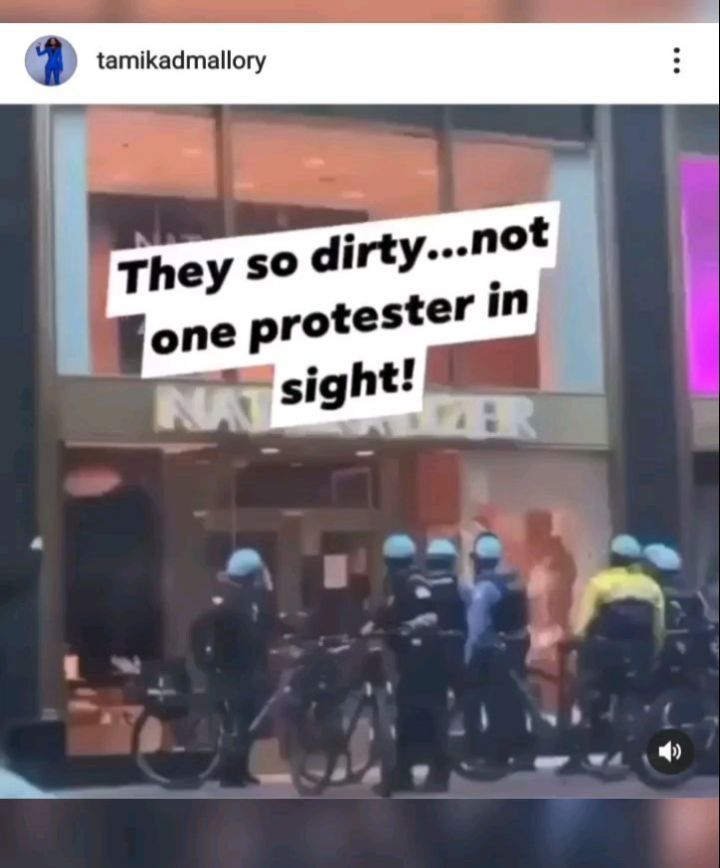 tamikadmallory
They so dirty...not
one protester in
sight!